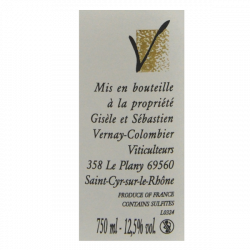 V
Mis en bouteille
à la propriété
Gisèle et Sébastien
Vernay-Colombier
Viticulteurs
358 Le Plany 69560
Saint-Cyr-sur-le-Rhône
PRODUCE OF FRANCE
CONTAINS SULFITES
L0324
750 ml - 12,5% vol.